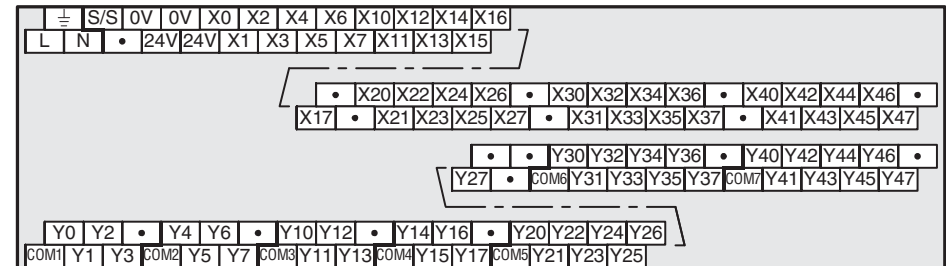 ⏚ S/S 0V 0V X0 X2 X4 X6 X10 X12 X14 X16
L N • 24V 24V X1 X3 X5 X7 X11 X13 X15
• X20 X22 X24 X26 • X30 X32 X34 X36 • X40 X42 X44 X46 •
X17 • X21 X23 X25 X27 • X31 X33 X35 X37 • X41 X43 X45 X47
• • Y30 Y32 Y34 Y36 • Y40 Y42 Y44 Y46 •
Y27 • COM6 Y31 Y33 Y35 Y37 COM7 Y41 Y43 Y45 Y47
Y0 Y2 • Y4 Y6 • Y10 Y12 • Y14 Y16 • Y20 Y22 Y24 Y26
COM1 Y1 Y3 COM2 Y5 Y7 COM3 Y11 Y13 COM4 Y15 Y17 COM5 Y21 Y23 Y25